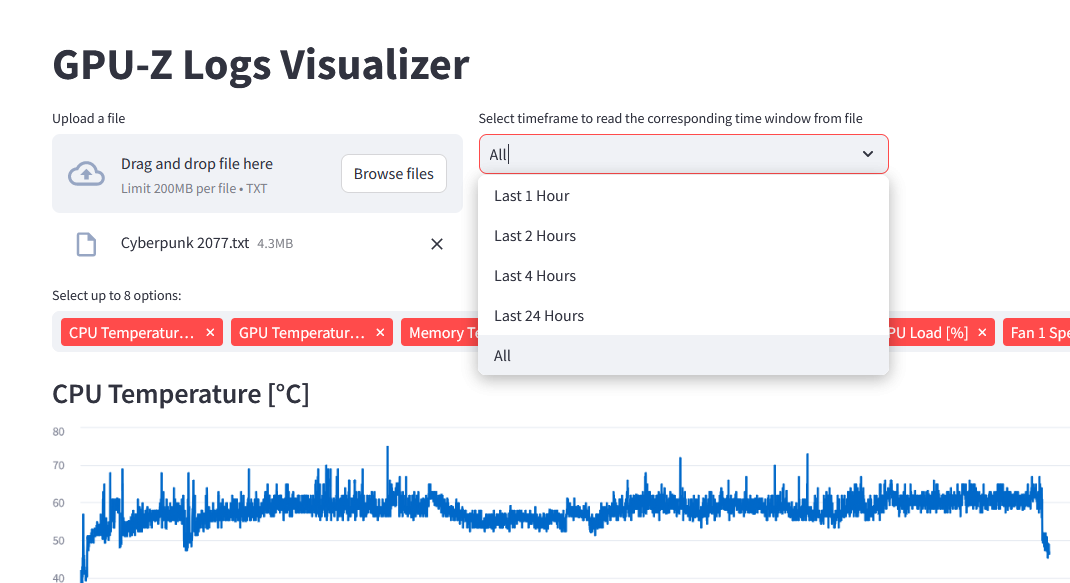 GPU-Z Logs Visualizer
Upload a file
Drag and drop file here
Limit 200MB per file • TXT
Browse files
Cyberpunk 2077.txt 4.3MB
Select timeframe to read the corresponding time window from file
All
Last 1 Hour
Last 2 Hours
Last 4 Hours
Last 24 Hours
All
Select up to 8 options:
CPU Temperatur... × GPU Temperatur... × Memory Te PU Load [%] × Fan 1 Spe
CPU Temperature [°C]
80
70
60
50
40